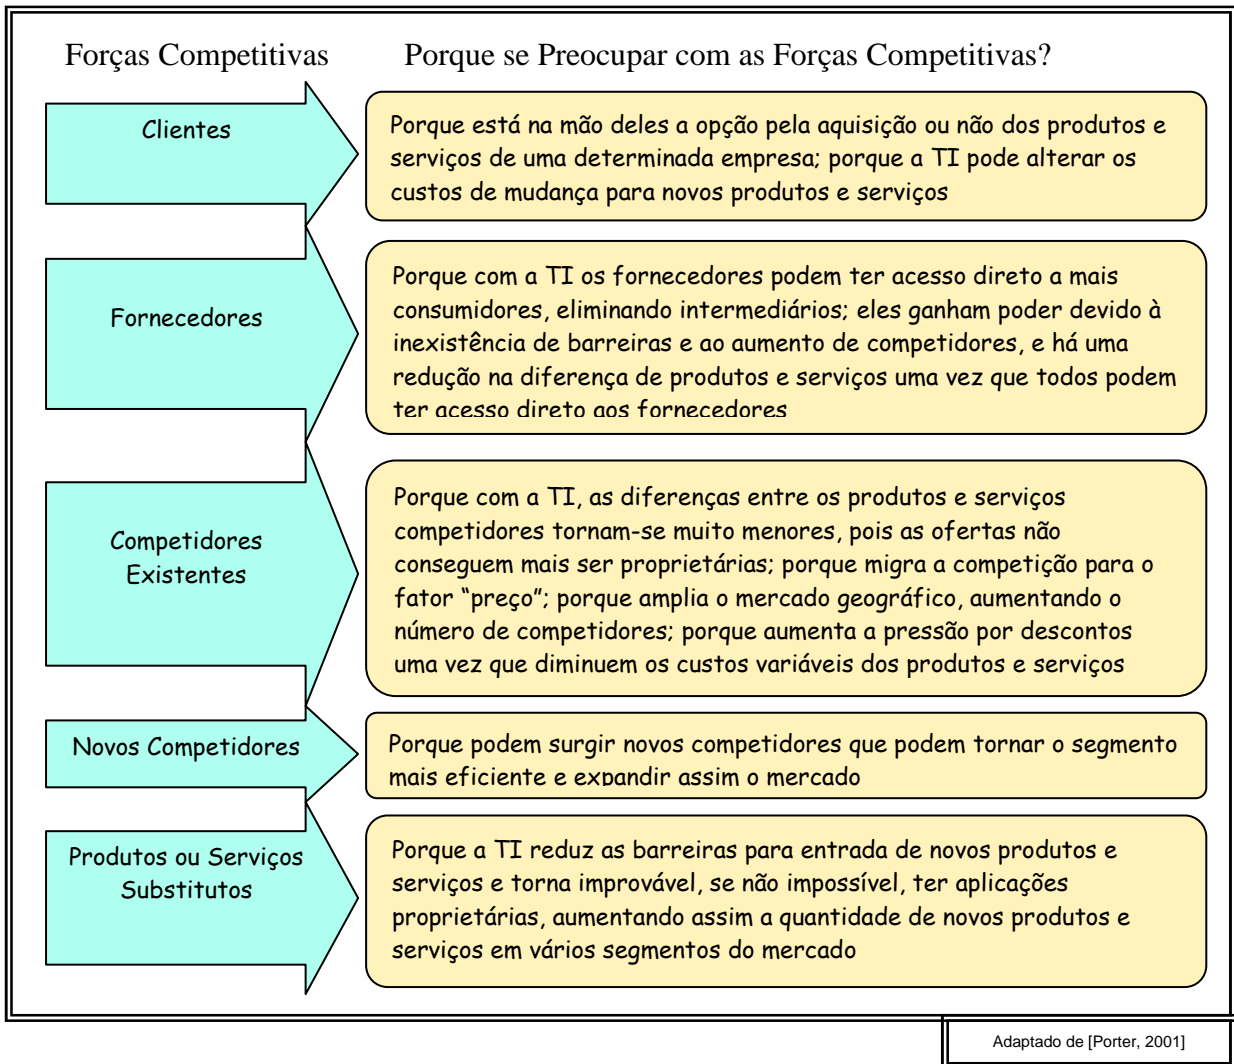 Forças Competitivas
Porque se Preocupar com as Forças Competitivas?
Clientes
Porque está na mão deles a opção pela aquisição ou não dos produtos e
serviços de uma determinada empresa; porque a TI pode alterar os
custos de mudança para novos produtos e serviços
Fornecedores
Porque com a TI os fornecedores podem ter acesso direto a mais
consumidores, eliminando intermediários; eles ganham poder devido à
inexistência de barreiras e ao aumento de competidores, e há uma
redução na diferença de produtos e serviços uma vez que todos podem
ter acesso direto aos fornecedores
Competidores
Existentes
Porque com a TI, as diferenças entre os produtos e serviços
competidores tornam-se muito menores, pois as ofertas não
conseguem mais ser proprietárias; porque migra a competição para o
fator “preço”; porque amplia o mercado geográfico, aumentando o
número de competidores; porque aumenta a pressão por descontos
uma vez que diminuem os custos variáveis dos produtos e serviços
Novos Competidores
Porque podem surgir novos competidores que podem tornar o segmento
mais eficiente e expandir assim o mercado
Produtos ou Serviços
Substitutos
Porque a TI reduz as barreiras para entrada de novos produtos e
serviços e torna improvável, se não impossível, ter aplicações
proprietárias, aumentando assim a quantidade de novos produtos e
serviços em vários segmentos do mercado
Adaptado de [Porter, 2001]